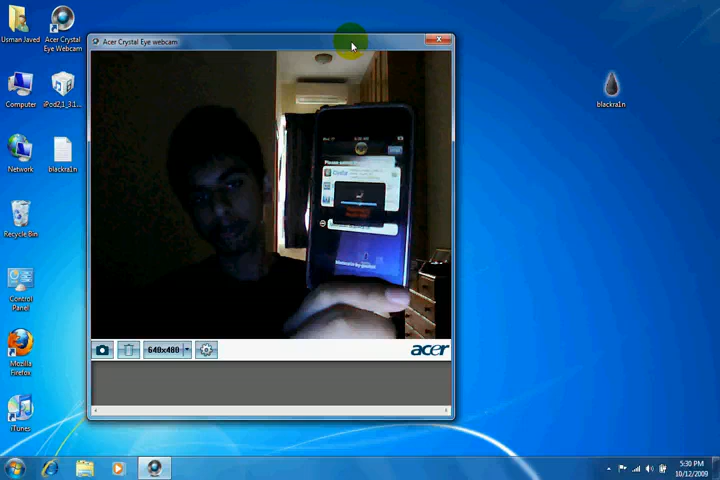 Usman Javed
Acer Crystal Eye Webcam
Computer
iPod2,1_3.1...
Network
blackra1n
Recycle Bin
Control Panel
Mozilla Firefox
iTunes
Acer Crystal Eye webcam
blackra1n
640x480
acer
5:30 PM
10/12/2009